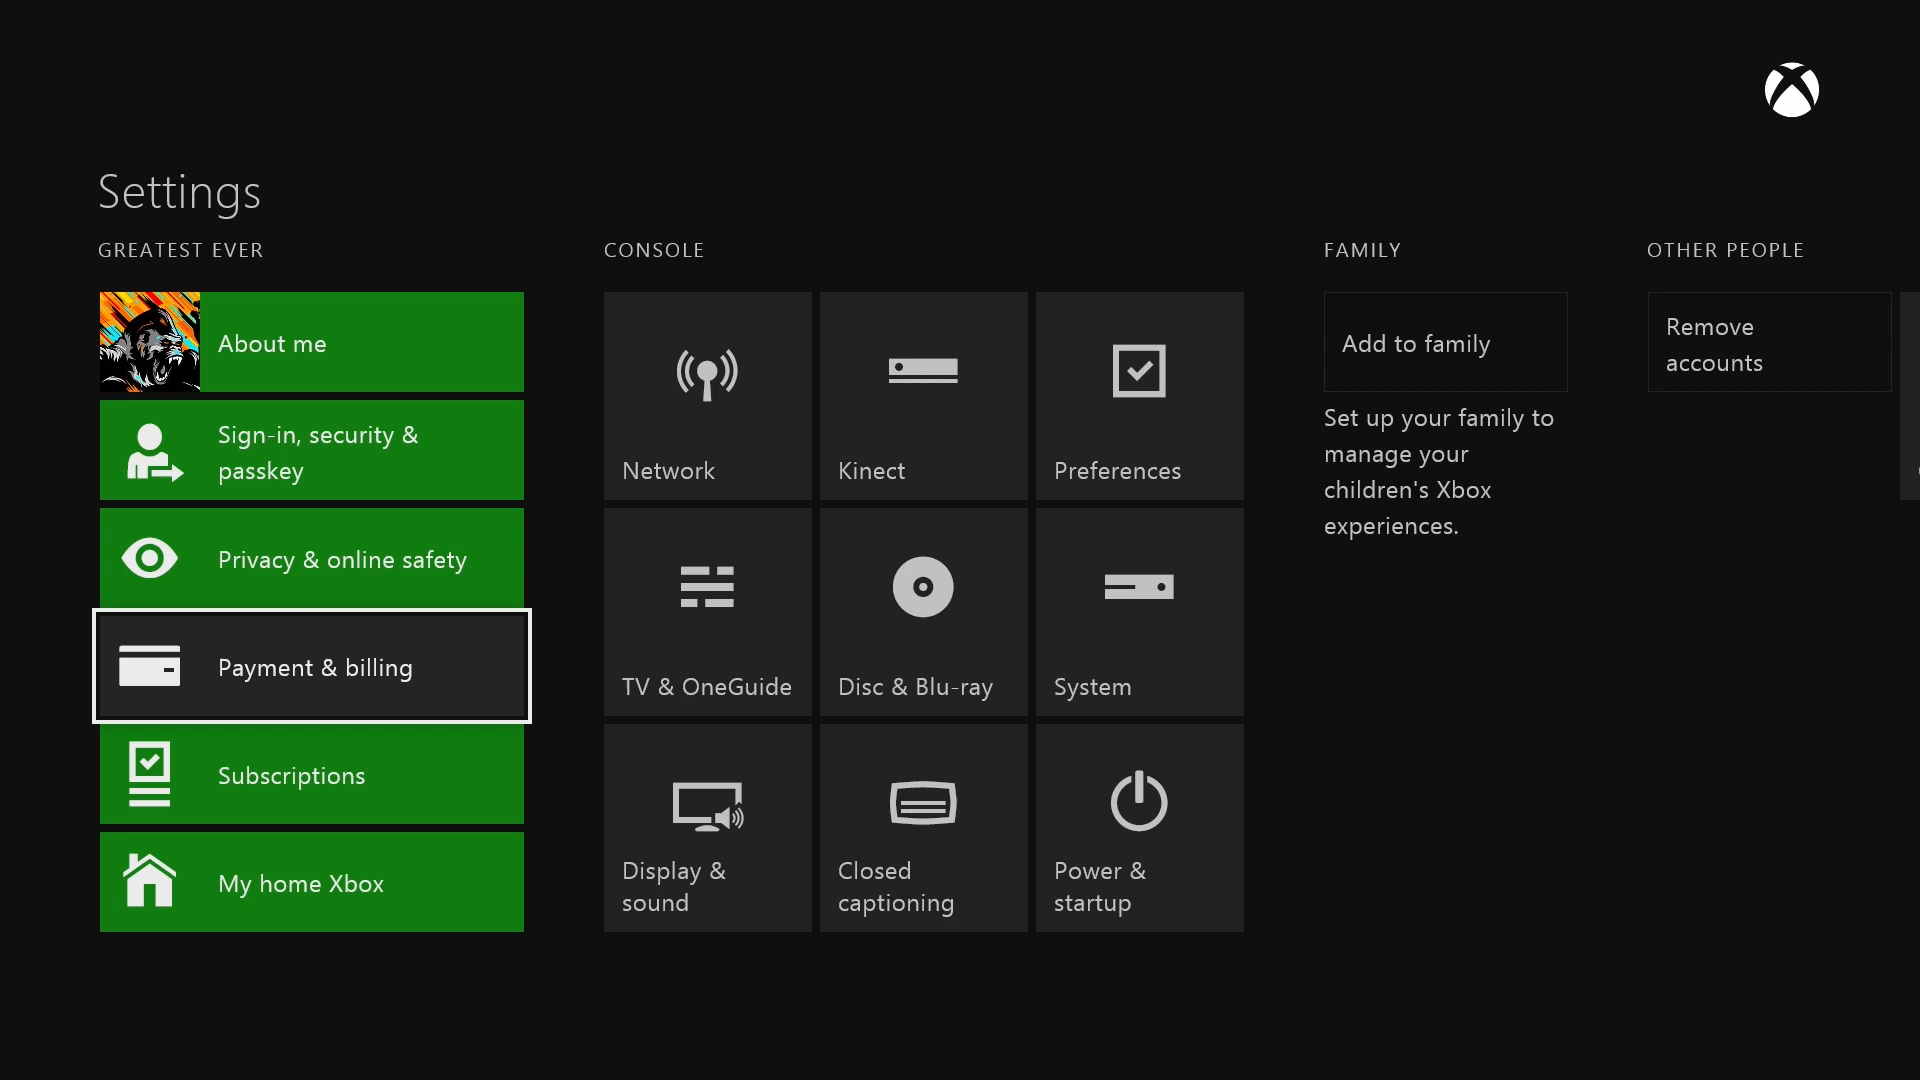 Settings
GREATEST EVER
About me
Sign-in, security &
passkey
Privacy & online safety
Payment & billing
Subscriptions
My home Xbox
CONSOLE
Network
Kinect
Preferences
TV & OneGuide
Disc & Blu-ray
System
Display &
sound
Closed
captioning
Power &
startup
FAMILY
Add to family
Set up your family to
manage your
children's Xbox
experiences.
OTHER PEOPLE
Remove
accounts